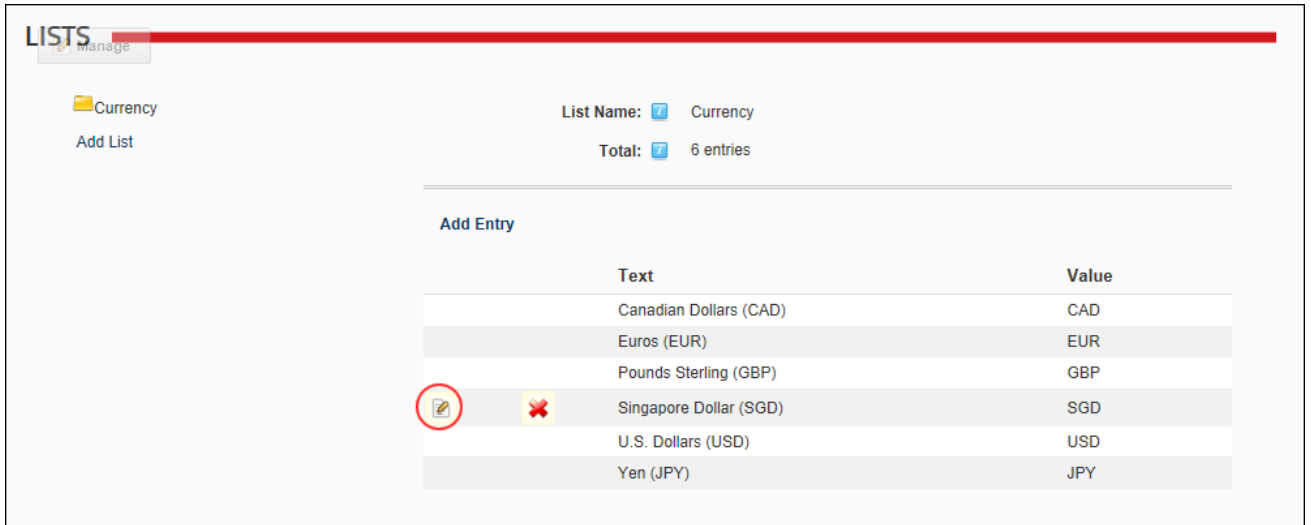 LISTS
Manage
Currency
Add List
List Name: Currency
Total: 6 entries
Add Entry
Text Value
Canadian Dollars (CAD) CAD
Euros (EUR) EUR
Pounds Sterling (GBP) GBP
Singapore Dollar (SGD) SGD
U.S. Dollars (USD) USD
Yen (JPY) JPY